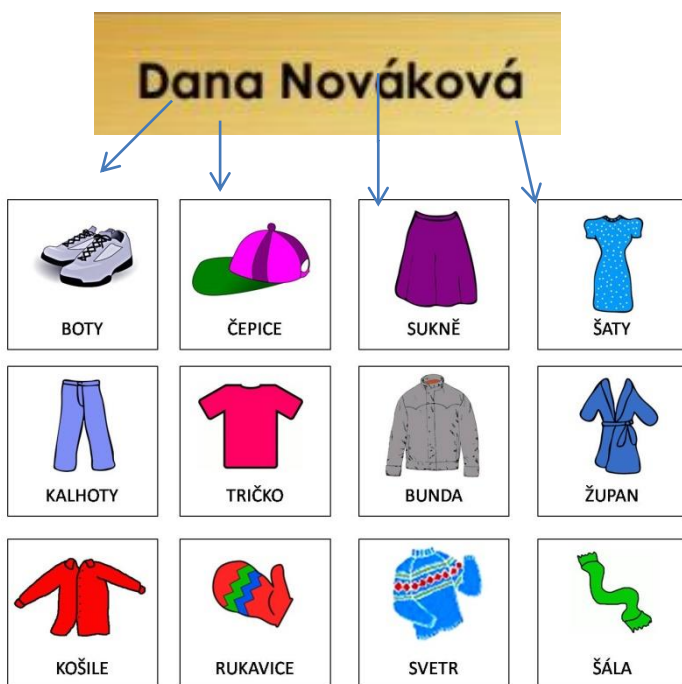 Dana Nováková
BOTY
ČEPICE
SUKNĚ
ŠATY
KALHOTY
TRIČKO
BUNDA
ŽUPAN
KOŠILE
RUKAVICE
SVETR
ŠÁLA